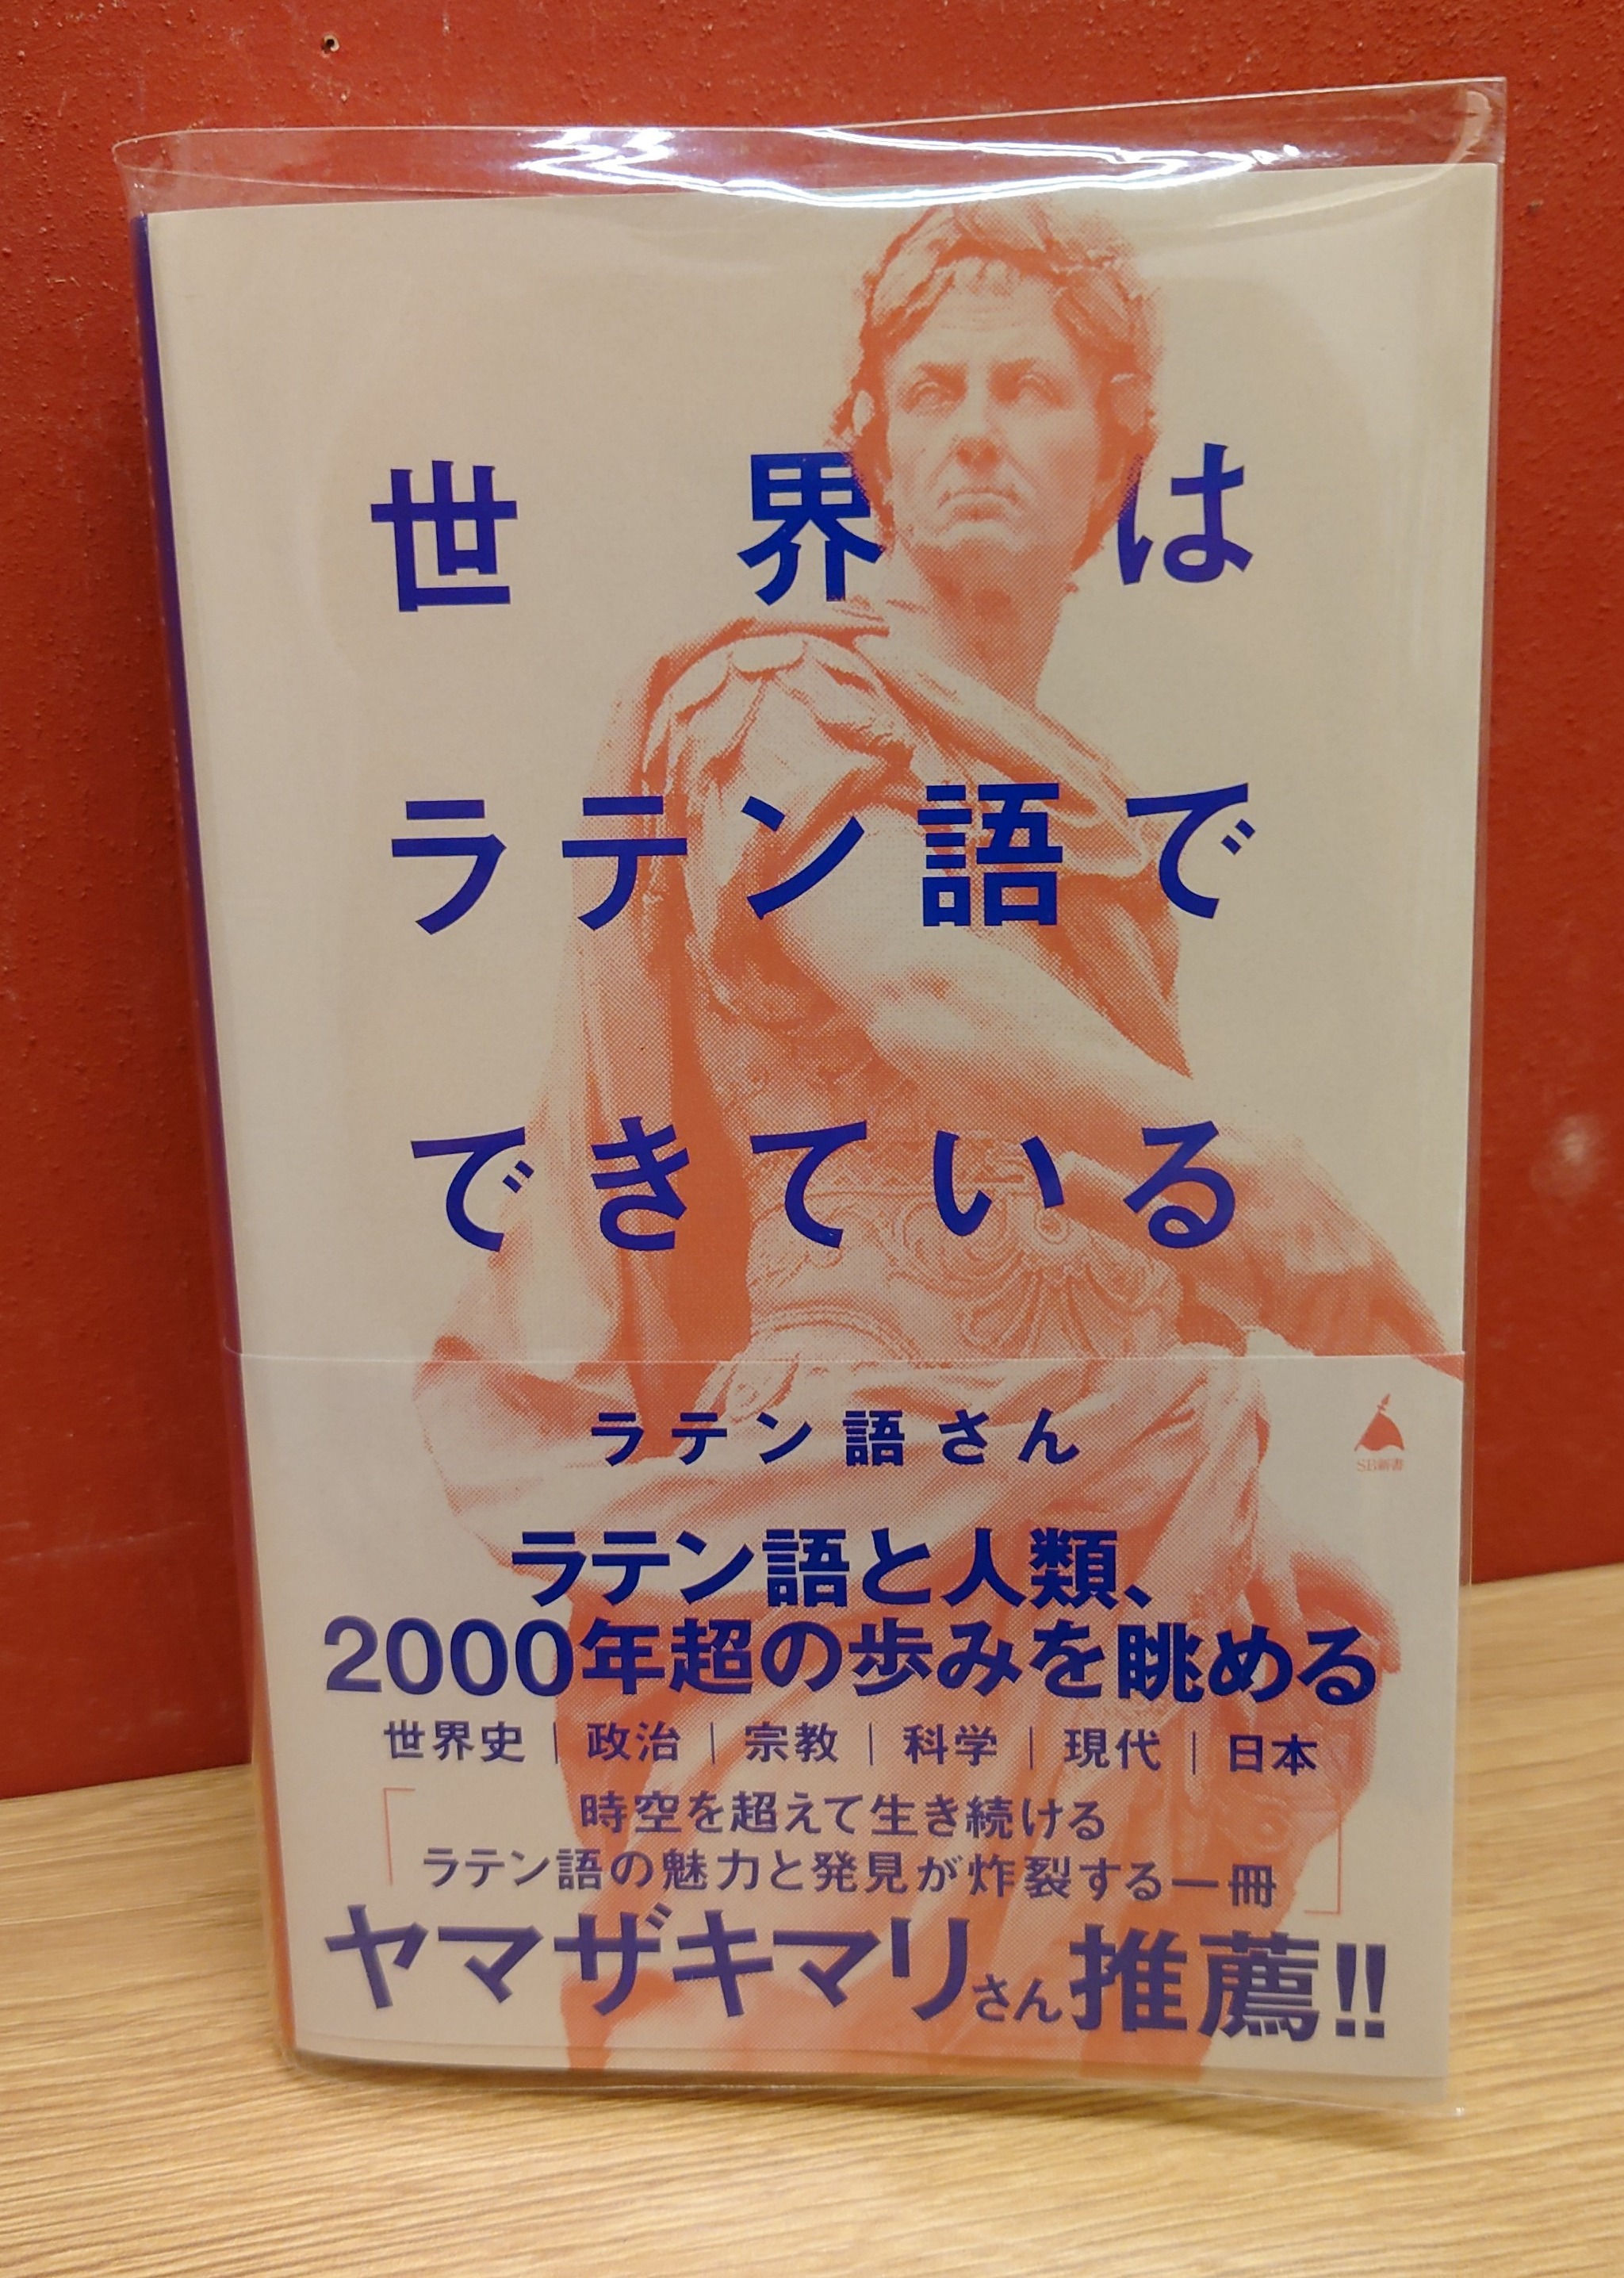 世界は
ラテン語で
できている
ラテン語さん
SB新書
ラテン語と人類、
2000年超の歩みを眺める
世界史｜政治｜宗教｜科学｜現代｜日本
時空を超えて生き続ける
ラテン語の魅力と発見が炸裂する一冊
ヤマザキマリさん推薦!!